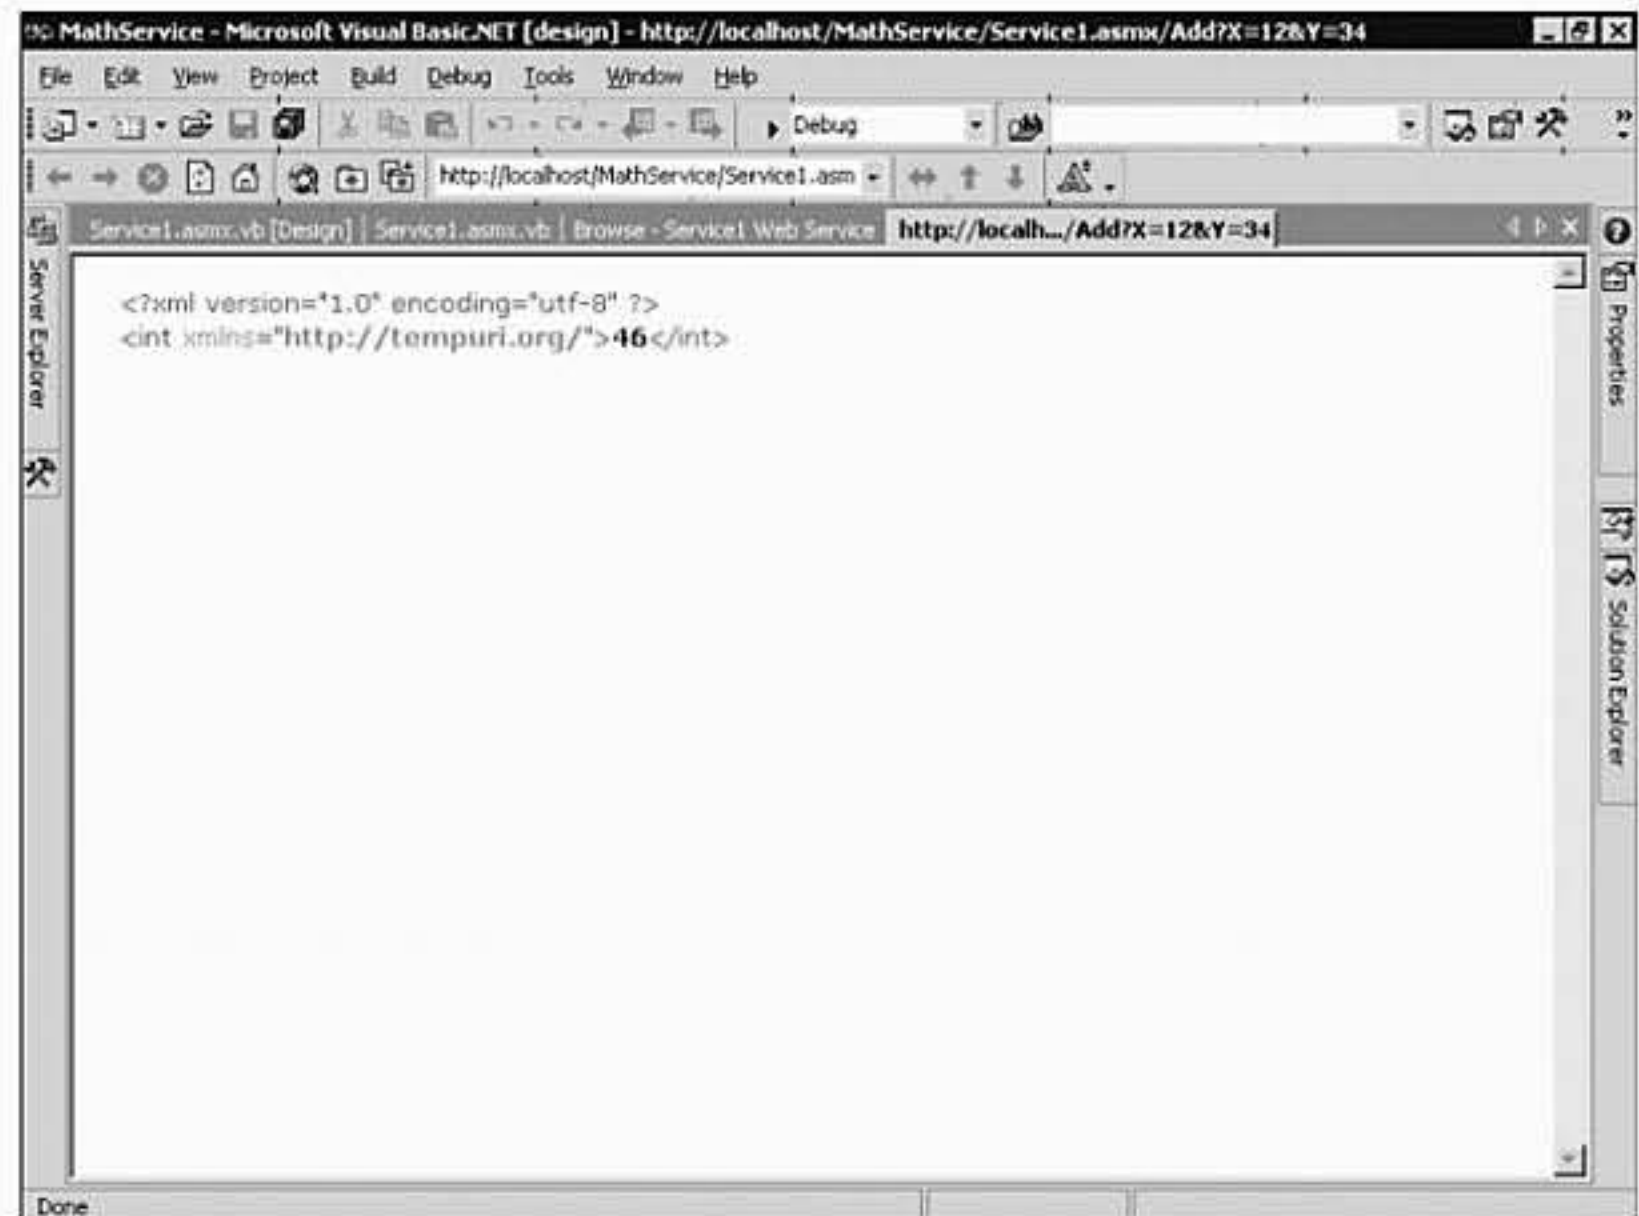 MathService - Microsoft Visual Basic.NET [design] - http://localhost/MathService/Service1.asmx/Add?X=12&Y=34
File Edit View Project Build Debug Tools Window Help
Debug
http://localhost/MathService/Service1.asm
Service1.asmx.vb [Design] Service1.asmx.vb Browse - Service1 Web Service http://localh.../Add?X=12&Y=34
Server Explorer
<?xml version="1.0" encoding="utf-8" ?>
<int xmlns="http://tempuri.org/">46</int>
Properties
Solution Explorer
Done